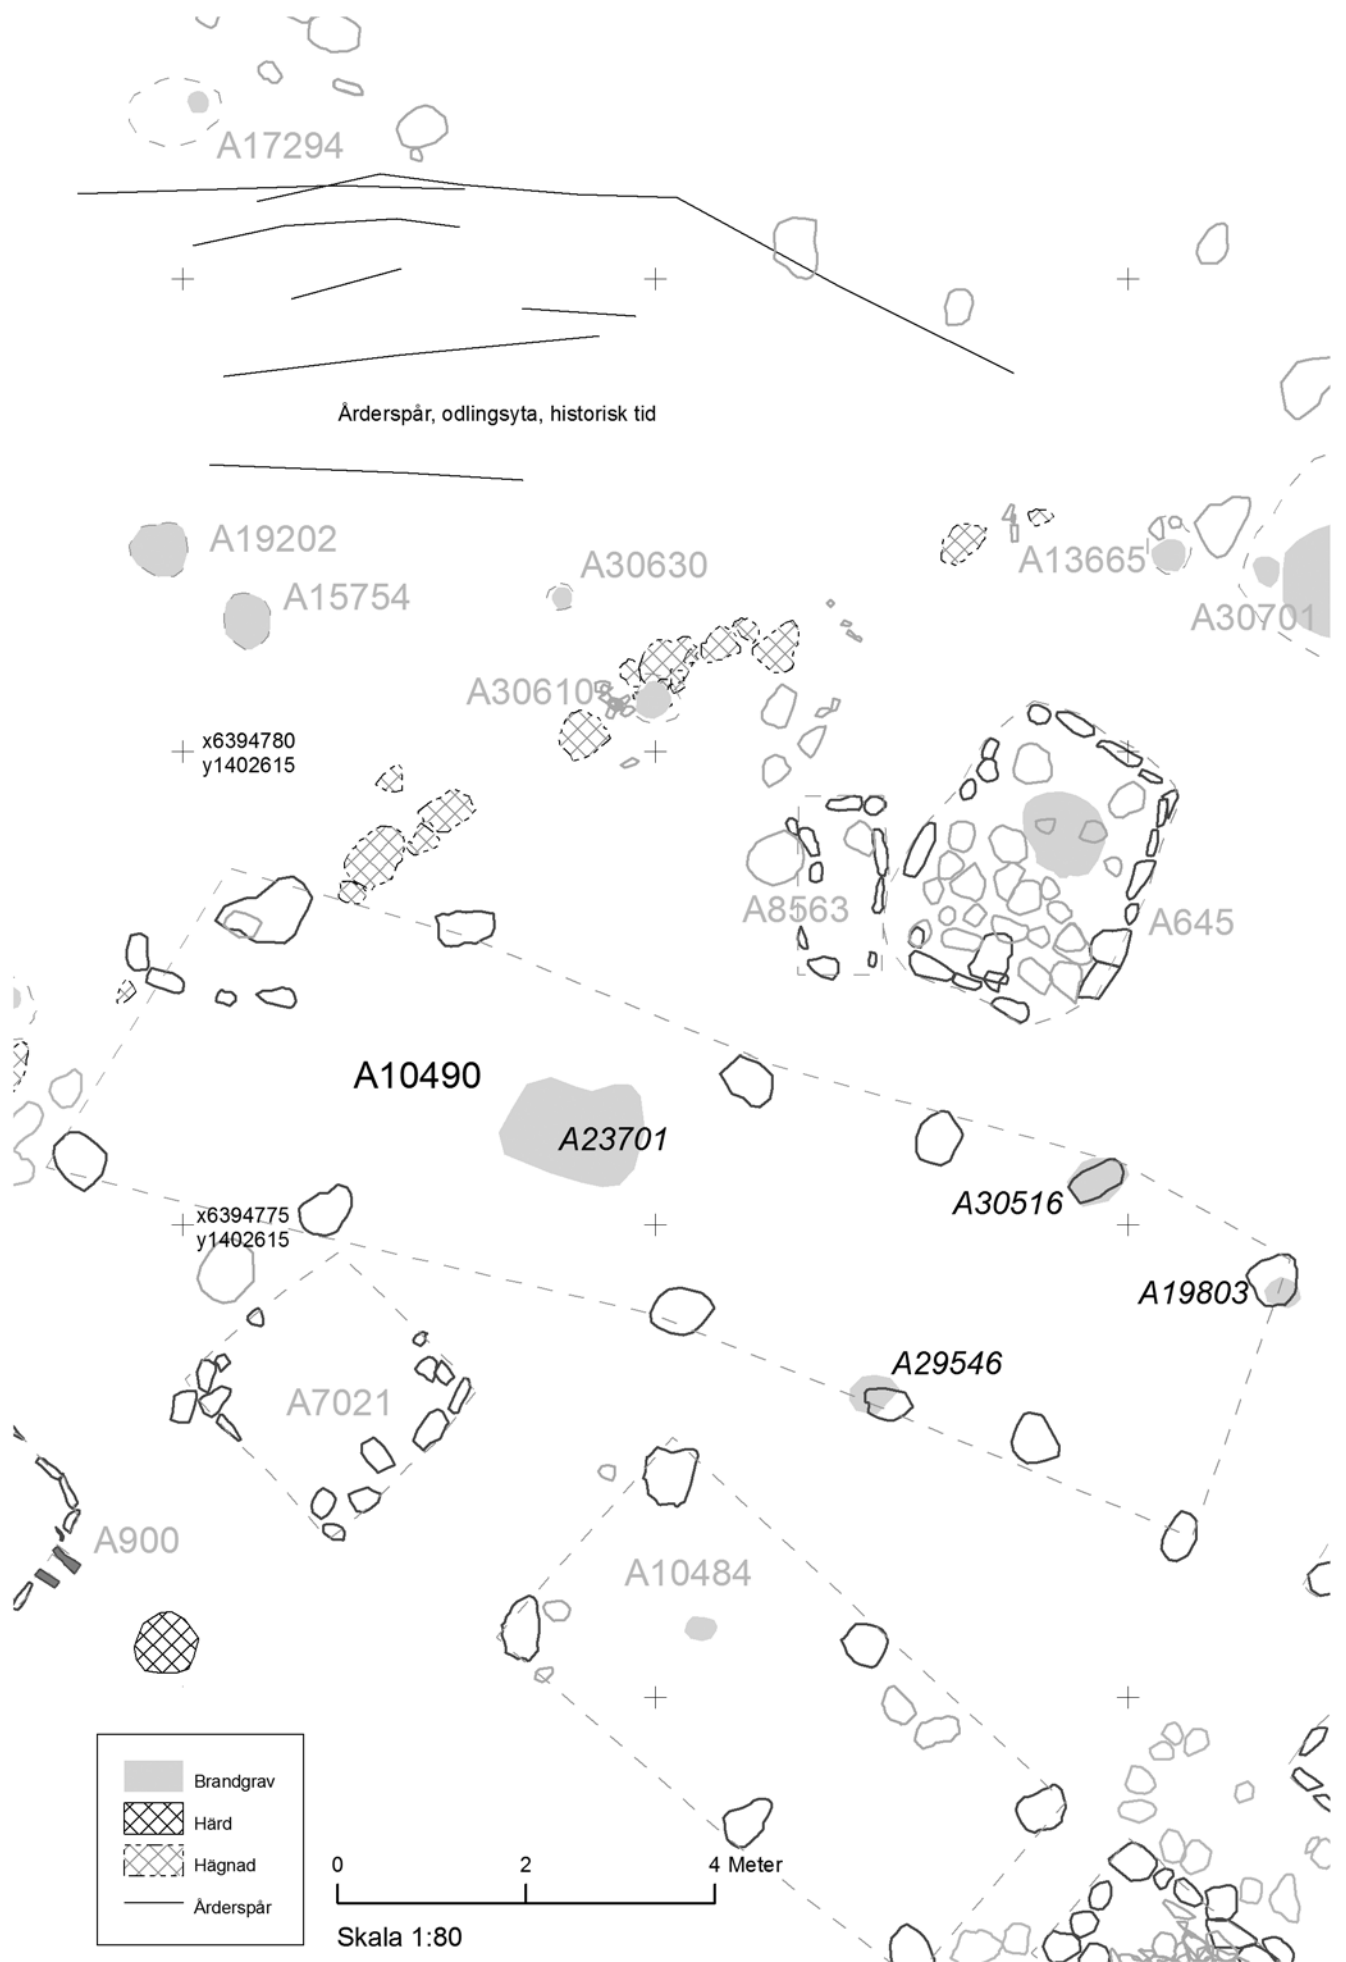 A17294
Årderspår, odlingsyta, historisk tid
A19202
A15754
A30630
A13665
A30701
A30610
x6394780
y1402615
A8563
A645
A10490
A23701
A30516
x6394775
y1402615
A19803
A29546
A7021
A900
A10484
Brandgrav
Härd
Hägnad
Årderspår
0 2 4 Meter
Skala 1:80